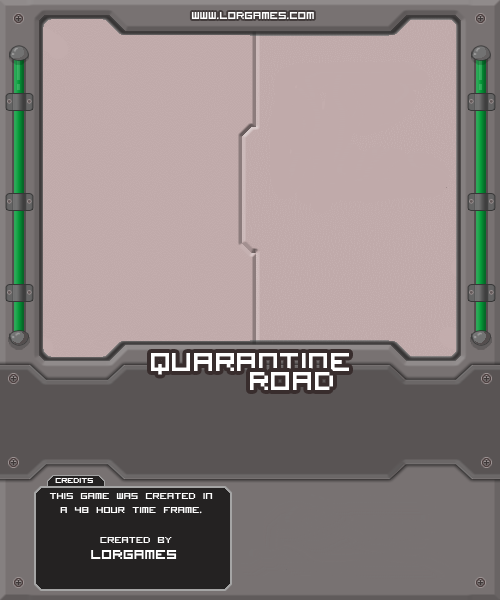 WWW.LORGAMES.COM
QUARANTINE
ROAD
CREDITS
THIS GAME WAS CREATED IN
A 48 HOUR TIME FRAME.
CREATED BY
LORGAMES